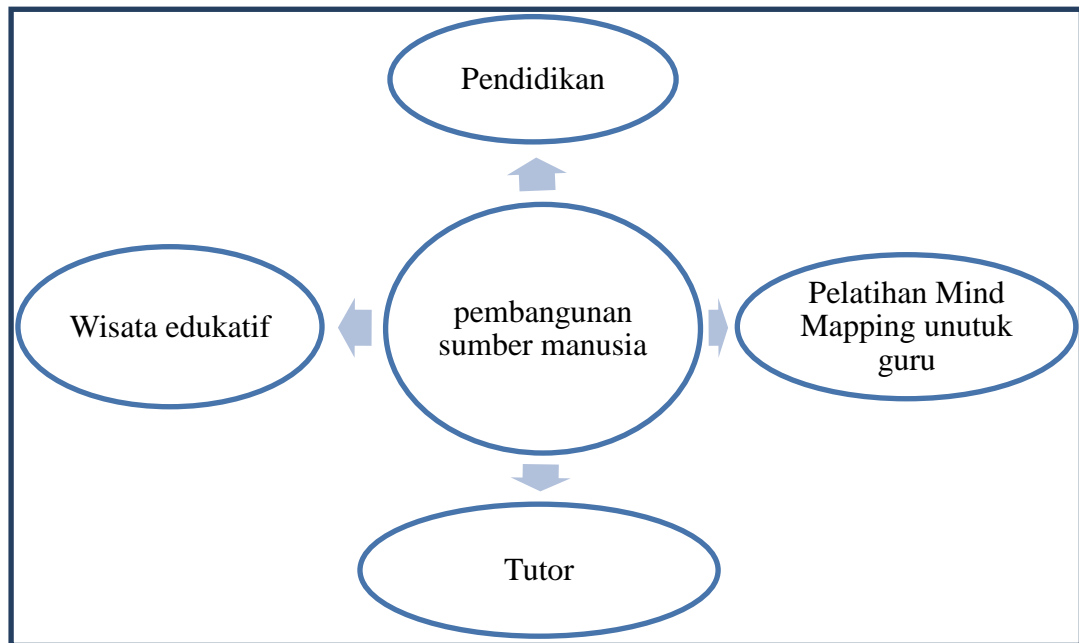 Pendidikan
Wisata edukatif
pembangunan
sumber manusia
Pelatihan Mind
Mapping unutuk
guru
Tutor